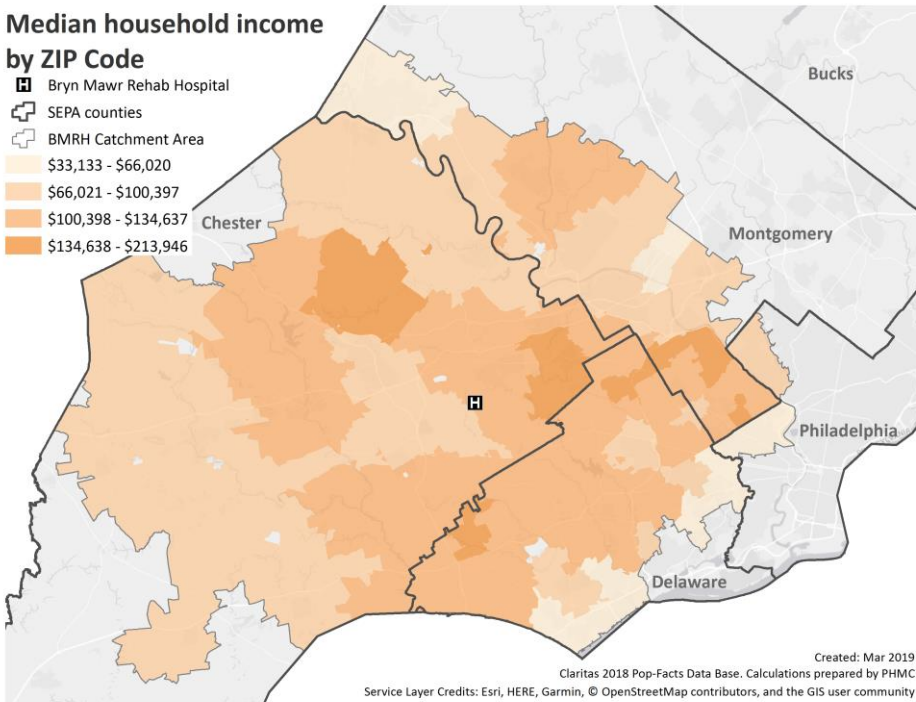 Median household income
by ZIP Code
H Bryn Mawr Rehab Hospital
SEPA counties
BMRH Catchment Area
$33,133 - $66,020
$66,021 - $100,397
$100,398 - $134,637
$134,638 - $213,946
Bucks
Chester
Montgomery
H
Philadelphia
Delaware
Created: Mar 2019
Claritas 2018 Pop-Facts Data Base. Calculations prepared by PHMC
Service Layer Credits: Esri, HERE, Garmin, © OpenStreetMap contributors, and the GIS user community